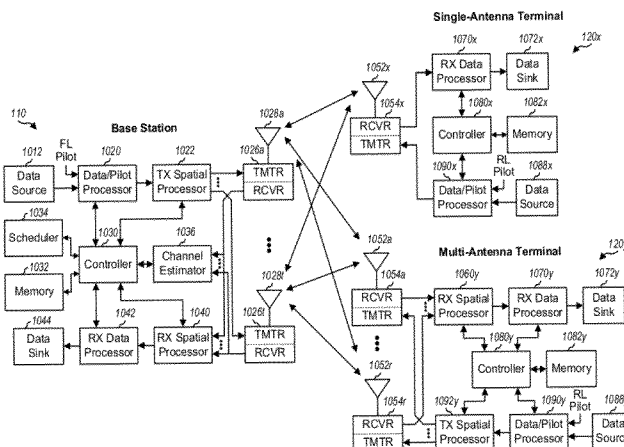 Single-Antenna Terminal
120x
1070x
1072x
RX Data
Processor
Data
Sink
1052x
1054x
RCVR
TMTR
1080x
1082x
Controller
Memory
1090x
RL
Pilot
1088x
Data/Pilot
Processor
Data
Source
110
Base Station
1028a
1026a
FL
Pilot
1012
1020
1022
Data
Source
Data/Pilot
Processor
TX Spatial
Processor
TMTR
RCVR
1034
Scheduler
1030
1036
Controller
Channel
Estimator
1032
Memory
1028t
1026t
TMTR
RCVR
1044
1042
1040
Data
Sink
RX Data
Processor
RX Spatial
Processor
Multi-Antenna Terminal
120
1052a
1054a
RCVR
TMTR
1060y
1070y
1072y
RX Spatial
Processor
RX Data
Processor
Data
Sink
1080y
1082y
Controller
Memory
1052r
1054r
RCVR
TMTR
1092y
1090y
RL
Pilot
1088
TX Spatial
Processor
Data/Pilot
Processor
Data
Source